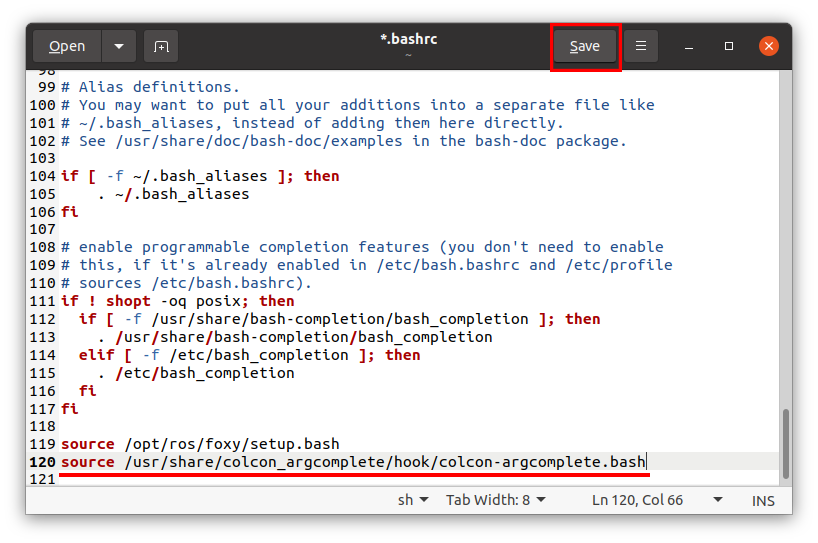 Open
*.bashrc
~
Save
98
99 # Alias definitions.
100 # You may want to put all your additions into a separate file like
101 # ~/.bash_aliases, instead of adding them here directly.
102 # See /usr/share/doc/bash-doc/examples in the bash-doc package.
103
104 if [ -f ~/.bash_aliases ]; then
105     . ~/.bash_aliases
106 fi
107
108 # enable programmable completion features (you don't need to enable
109 # this, if it's already enabled in /etc/bash.bashrc and /etc/profile
110 # sources /etc/bash.bashrc).
111 if ! shopt -oq posix; then
112   if [ -f /usr/share/bash-completion/bash_completion ]; then
113     . /usr/share/bash-completion/bash_completion
114   elif [ -f /etc/bash_completion ]; then
115     . /etc/bash_completion
116   fi
117 fi
118
119 source /opt/ros/foxy/setup.bash
120 source /usr/share/colcon_argcomplete/hook/colcon-argcomplete.bash
121
sh Tab Width: 8 Ln 120, Col 66 INS